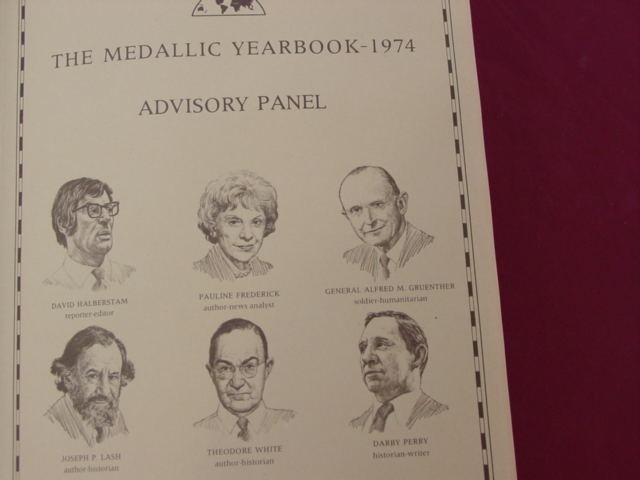 THE MEDALLIC YEARBOOK-1974
ADVISORY PANEL
DAVID HALBERSTAM
reporter-editor
PAULINE FREDERICK
author-news analyst
GENERAL ALFRED M. GRUENTHER
soldier-humanitarian
JOSEPH P. LASH
author-historian
THEODORE WHITE
author-historian
DARBY PERRY
historian-writer